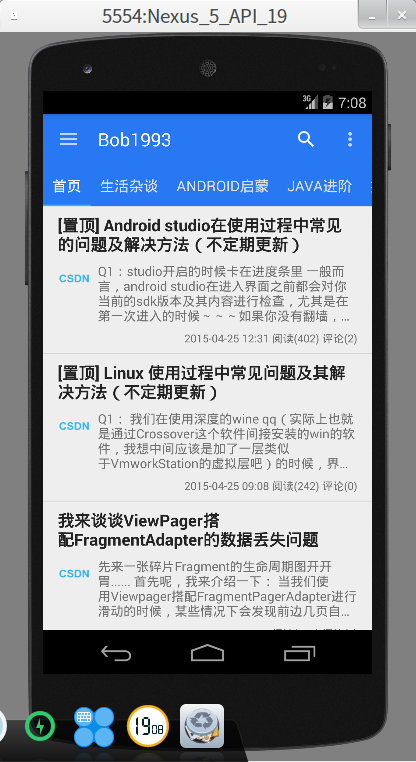 5554:Nexus_5_API_19
3G 7:08
Bob1993
首页 生活杂谈 ANDROID启蒙 JAVA进阶
[置顶] Android studio在使用过程中常见
的问题及解决方法（不定期更新）
CSDN
Q1：studio开启的时候卡在进度条里 一般而
言，android studio在进入界面之前都会对你
当前的sdk版本及其内容进行检查，尤其是在
第一次进入的时候～～～如果你没有翻墙，...
2015-04-25 12:31 阅读(402) 评论(2)
[置顶] Linux 使用过程中常见问题及其解
决方法（不定期更新）
CSDN
Q1： 我们在使用深度的wine qq（实际上也就
是通过Crossover这个软件间接安装的win的软
件，我想中间应该是加了一层类似
于VmworkStation的虚拟层吧）的时候，界...
2015-04-25 09:08 阅读(242) 评论(0)
我来谈谈ViewPager搭
配FragmentAdapter的数据丢失问题
CSDN
先来一张碎片Fragment的生命周期图开开
胃...... 首先呢，我来介绍一下： 当我们使
用Viewpager搭配FragmentPagerAdapter进行
滑动的时候，某些情况下会发现前边几页自...
19 08